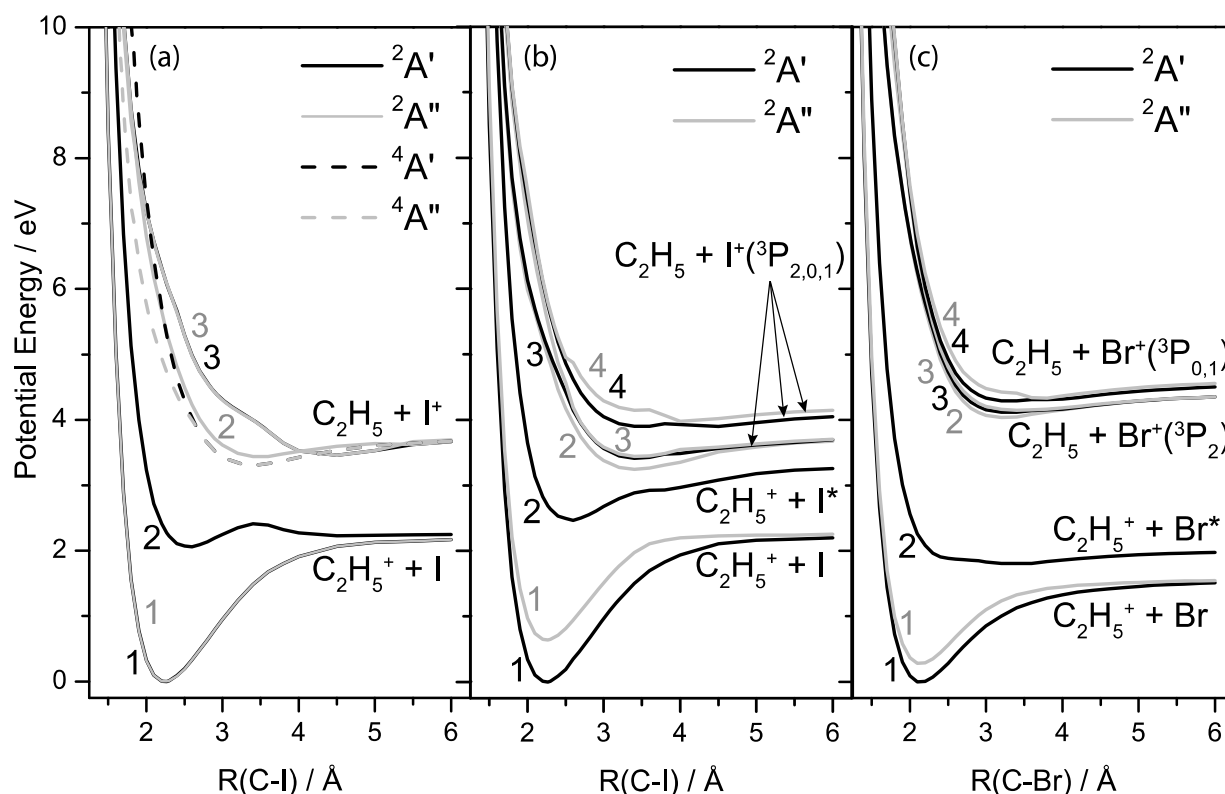 Potential Energy / eV
10
8
6
4
2
0
(a)
²A'
²A"
⁴A'
⁴A"
3
3
2
C₂H₅ + I⁺
2
C₂H₅⁺ + I
1
1
2 3 4 5 6
R(C-I) / Å
(b)
²A'
²A"
C₂H₅ + I⁺(³P₂,₀,₁)
3
4
4
3
2
C₂H₅⁺ + I*
2
C₂H₅⁺ + I
1
1
2 3 4 5 6
R(C-I) / Å
(c)
²A'
²A"
4
4
C₂H₅ + Br⁺(³P₀,₁)
3
3
2
C₂H₅ + Br⁺(³P₂)
C₂H₅⁺ + Br*
2
1
C₂H₅⁺ + Br
1
2 3 4 5 6
R(C-Br) / Å